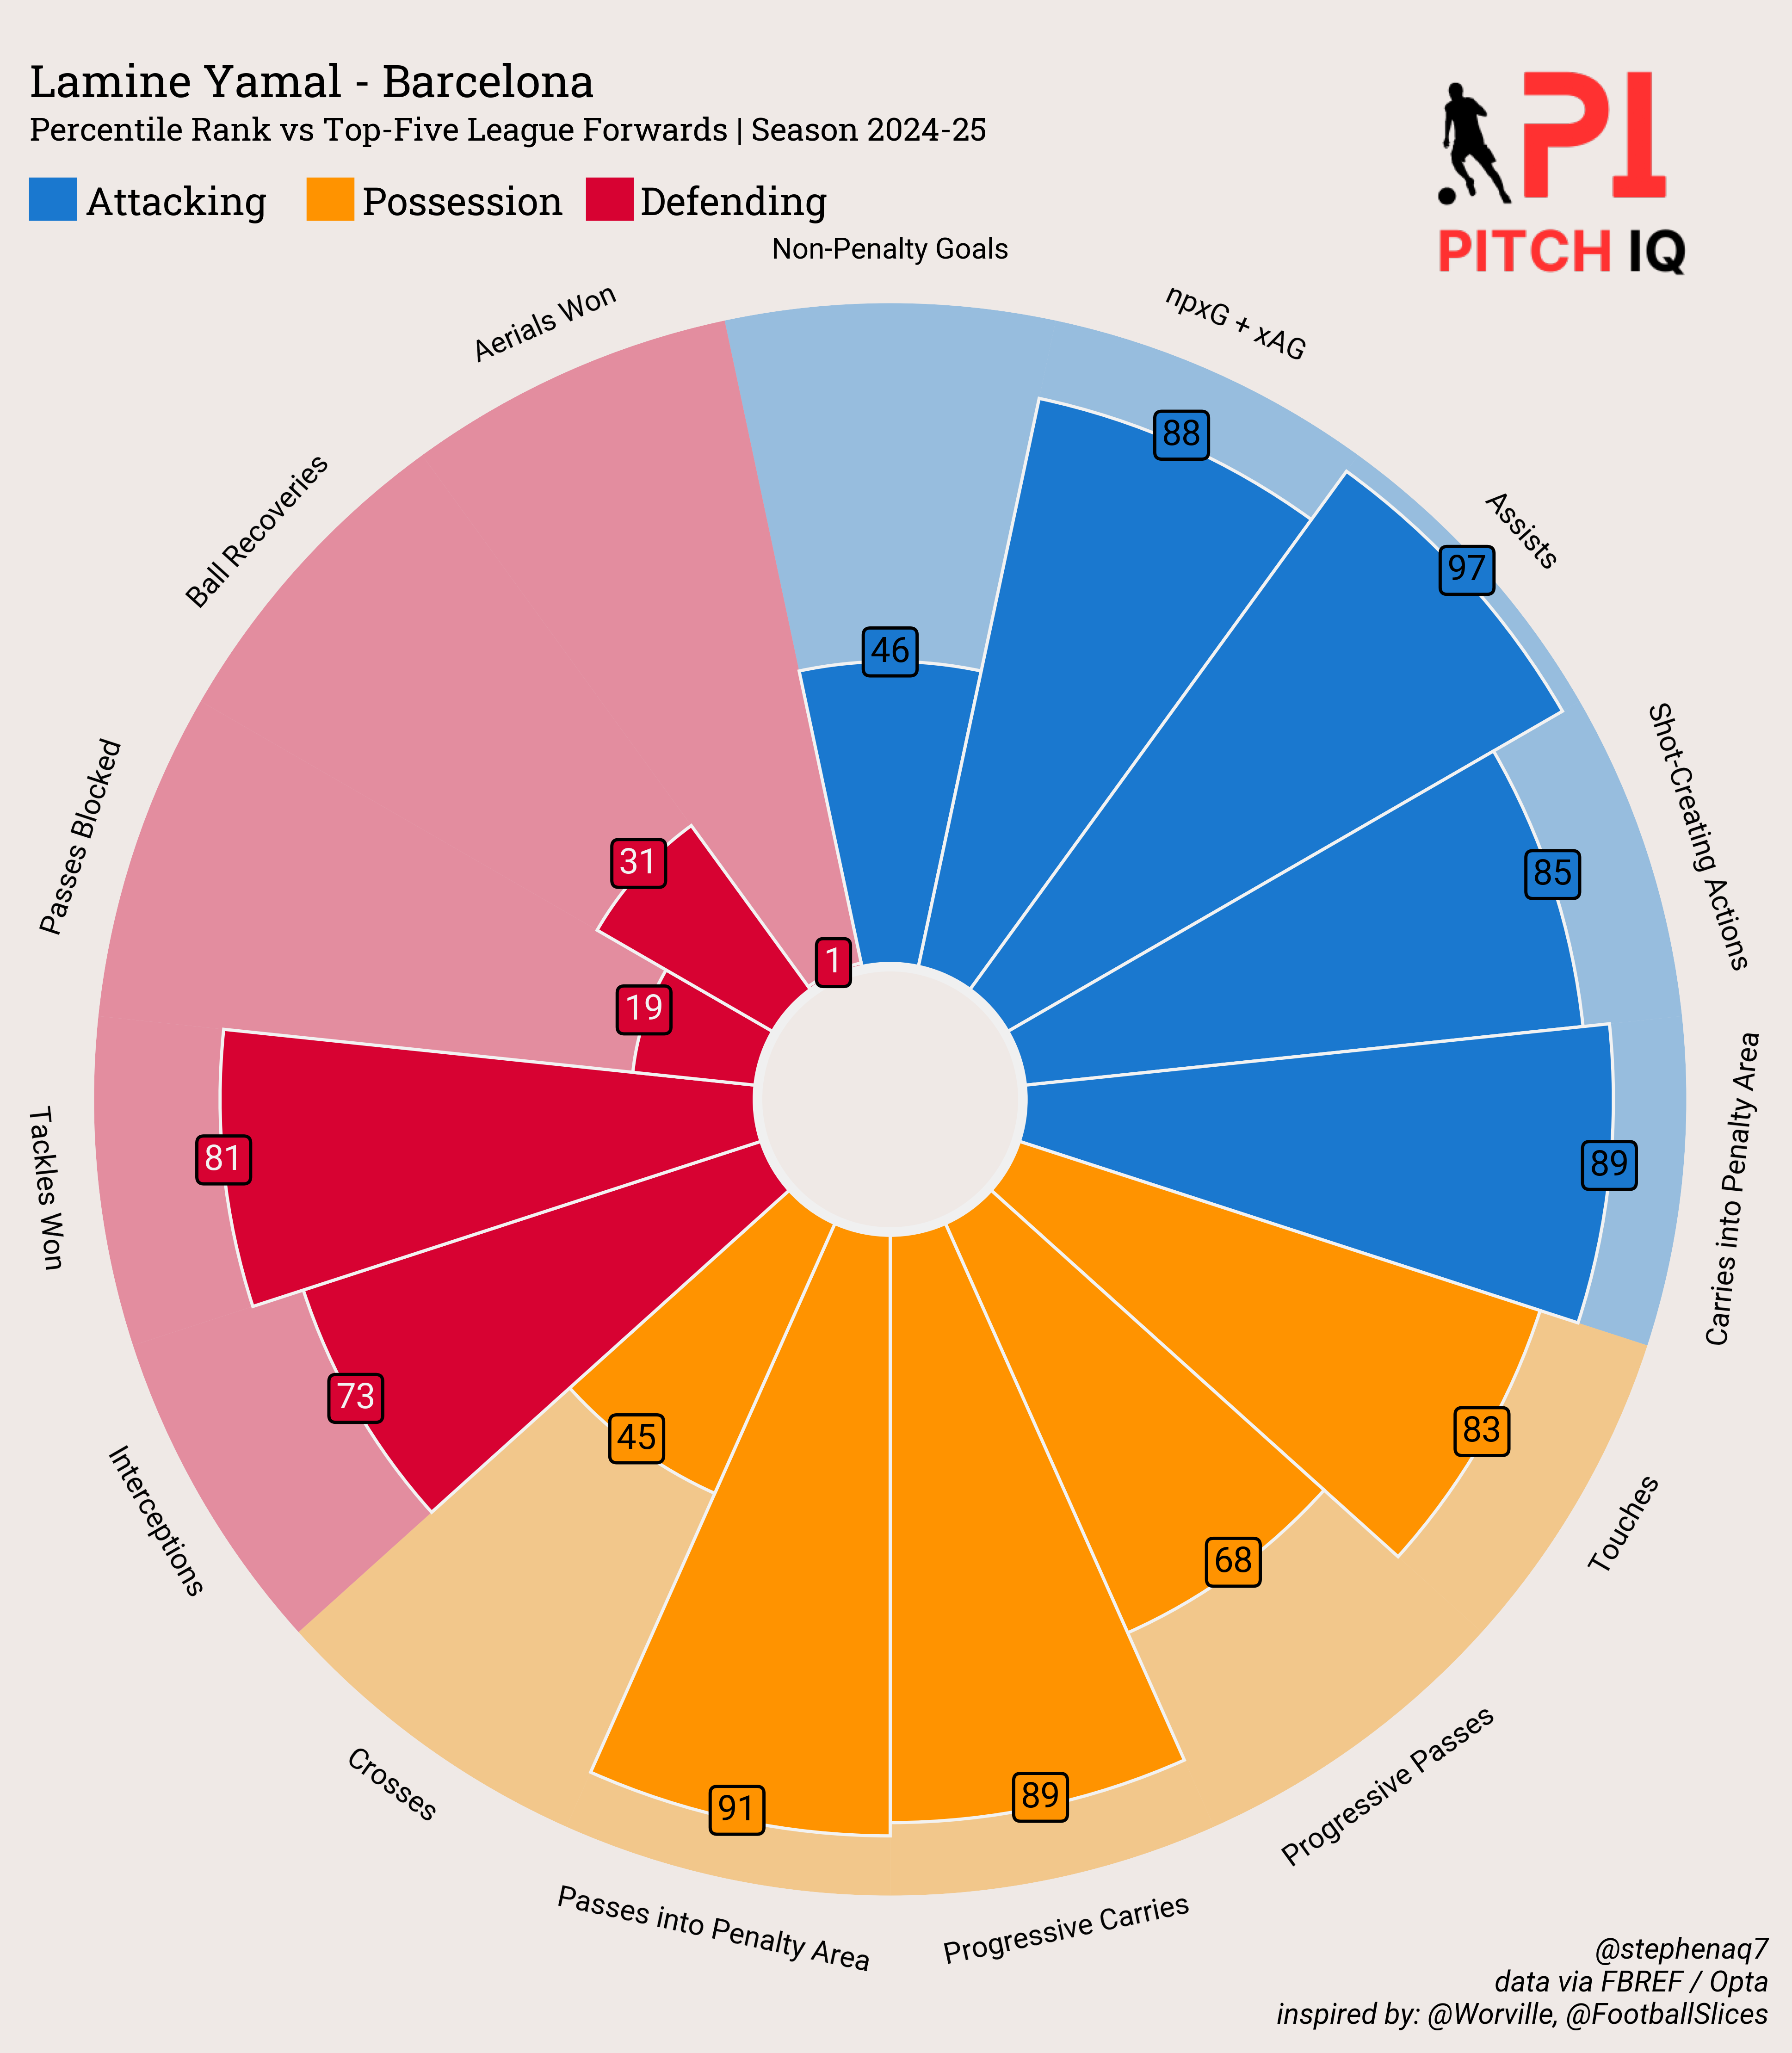 Lamine Yamal - Barcelona
Percentile Rank vs Top-Five League Forwards | Season 2024-25
Attacking
Possession
Defending
PI
PITCH IQ
Non-Penalty Goals
46
npxG + xAG
88
Assists
97
Shot-Creating Actions
85
Carries into Penalty Area
89
Touches
83
Progressive Passes
68
Progressive Carries
89
Passes into Penalty Area
91
Crosses
45
Interceptions
73
Tackles Won
81
Passes Blocked
19
Ball Recoveries
31
Aerials Won
1
@stephenaq7
data via FBREF / Opta
inspired by: @Worville, @FootballSlices